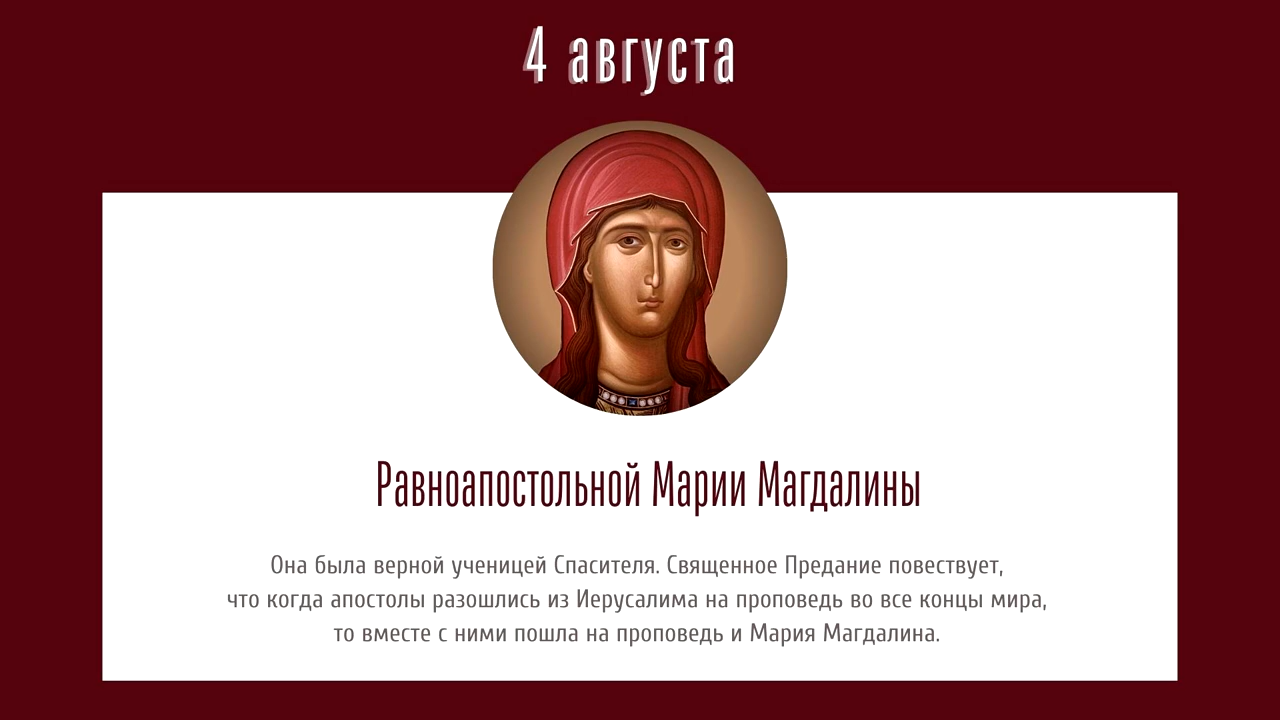 4 августа
Равноапостольной Марии Магдалины
Она была верной ученицей Спасителя. Священное Предание повествует,
что когда апостолы разошлись из Иерусалима на проповедь во все концы мира,
то вместе с ними пошла на проповедь и Мария Магдалина.